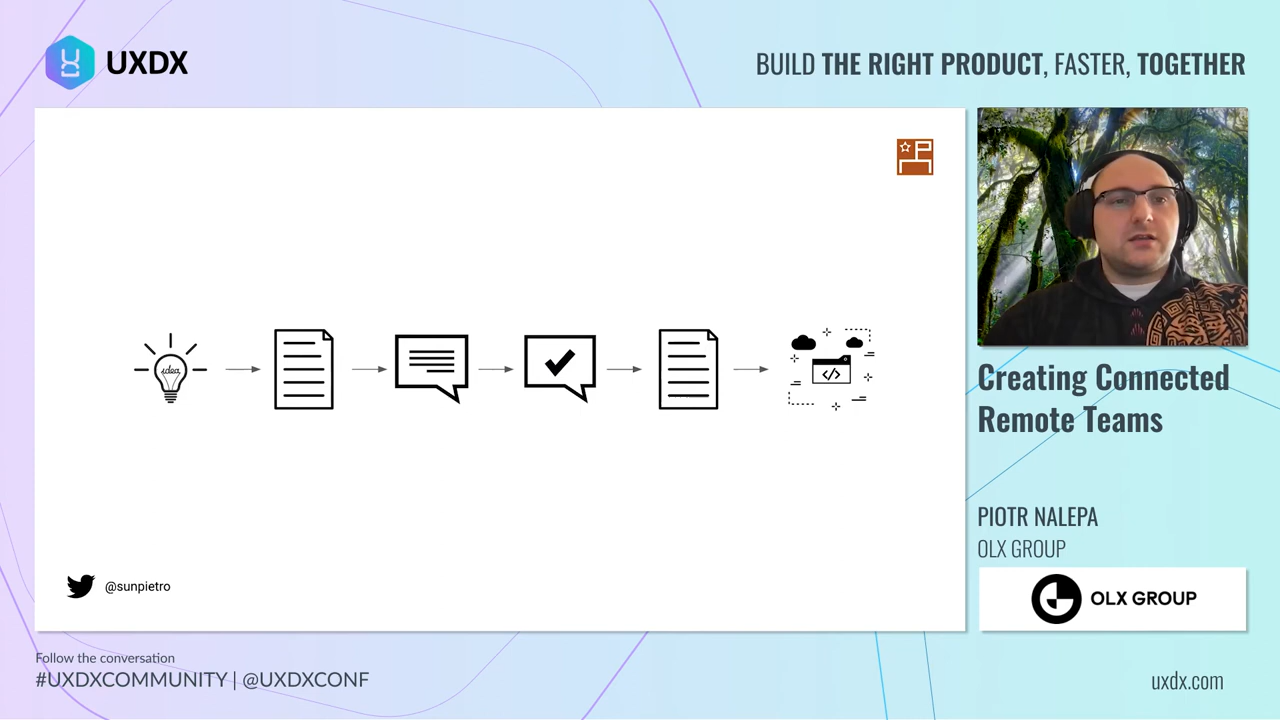 UXDX
BUILD THE RIGHT PRODUCT, FASTER, TOGETHER
idea
</>
@sunpietro
Creating Connected
Remote Teams
PIOTR NALEPA
OLX GROUP
OLX GROUP
Follow the conversation
#UXDXCOMMUNITY | @UXDXCONF
uxdx.com